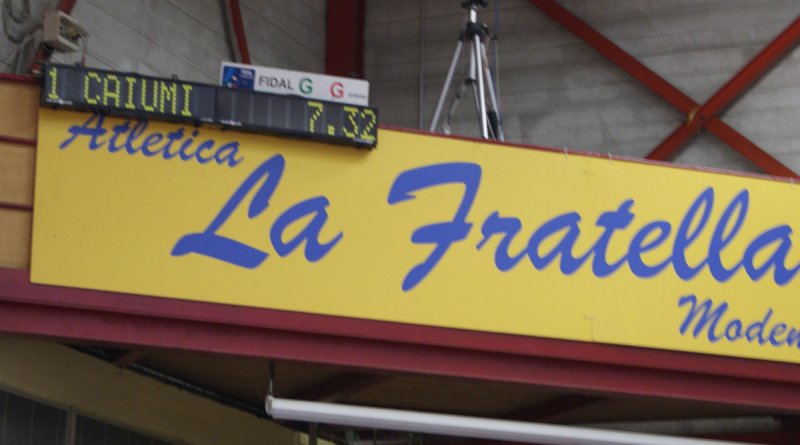 1 CAIUMI 7.32
FIDAL G G
Atletica
La Fratella
Moden